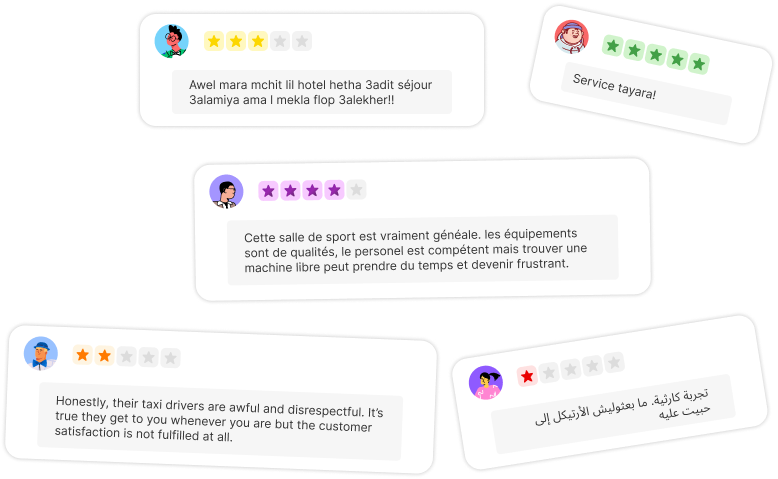 Awel mara mchit lil hotel hetha 3adit séjour
3alamiya ama l mekla flop 3alekher!!
Service tayara!
Cette salle de sport est vraiment généale. les équipements
sont de qualités, le personel est compétent mais trouver une
machine libre peut prendre du temps et devenir frustrant.
Honestly, their taxi drivers are awful and disrespectful. It’s
true they get to you whenever you are but the customer
satisfaction is not fulfilled at all.
تجربة كارثية. ما بعثوليش الأرتيكل إلى
حبيت عليه